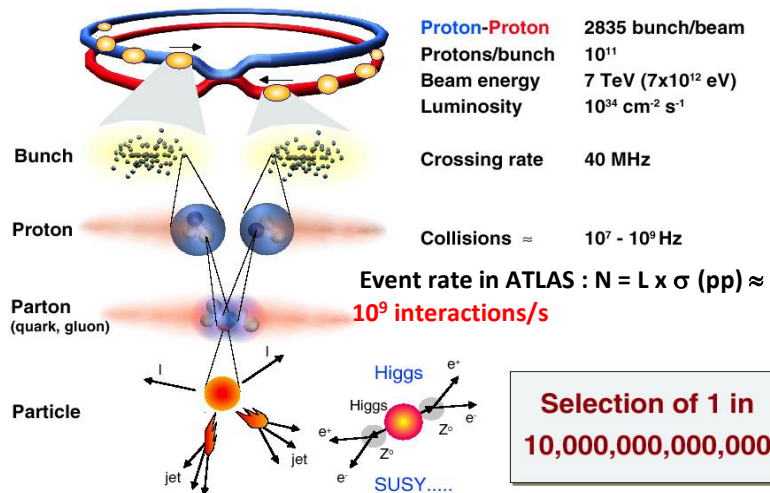 Proton-Proton 2835 bunch/beam
Protons/bunch 10¹¹
Beam energy 7 TeV (7x10¹² eV)
Luminosity 10³⁴ cm⁻² s⁻¹
Bunch
Crossing rate 40 MHz
Proton
Collisions ≈ 10⁷ - 10⁹ Hz
Event rate in ATLAS : N = L x σ (pp) ≈
10⁹ interactions/s
Parton
(quark, gluon)
l
l
Particle
jet
jet
Higgs
Higgs
e⁺
e⁻
Z⁰
e⁺
Z⁰
e⁻
SUSY.....
Selection of 1 in
10,000,000,000,000